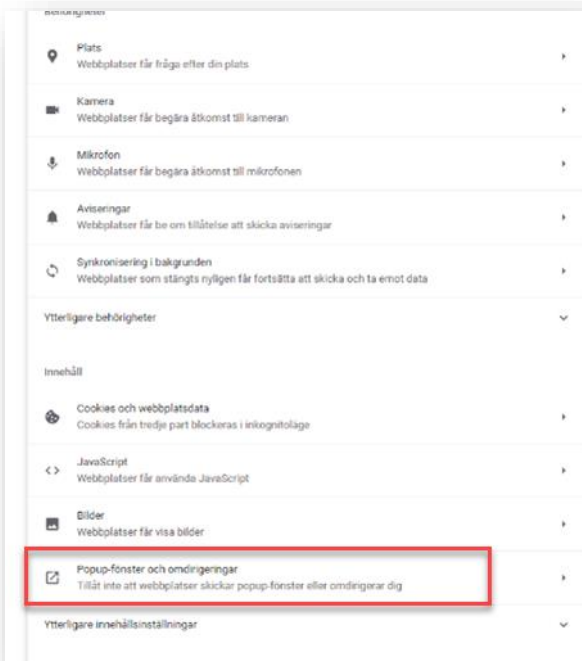 Behörigheter
Plats
Webbplatser får fråga efter din plats
Kamera
Webbplatser får begära åtkomst till kameran
Mikrofon
Webbplatser får begära åtkomst till mikrofonen
Aviseringar
Webbplatser får be om tillåtelse att skicka aviseringar
Synkronisering i bakgrunden
Webbplatser som stängts nyligen får fortsätta att skicka och ta emot data
Ytterligare behörigheter
Innehåll
Cookies och webbplatsdata
Cookies från tredje part blockeras i inkognitoläge
JavaScript
Webbplatser får använda JavaScript
Bilder
Webbplatser får visa bilder
Popup-fönster och omdirigeringar
Tillåt inte att webbplatser skickar popup-fönster eller omdirigerar dig
Ytterligare innehållsinställningar